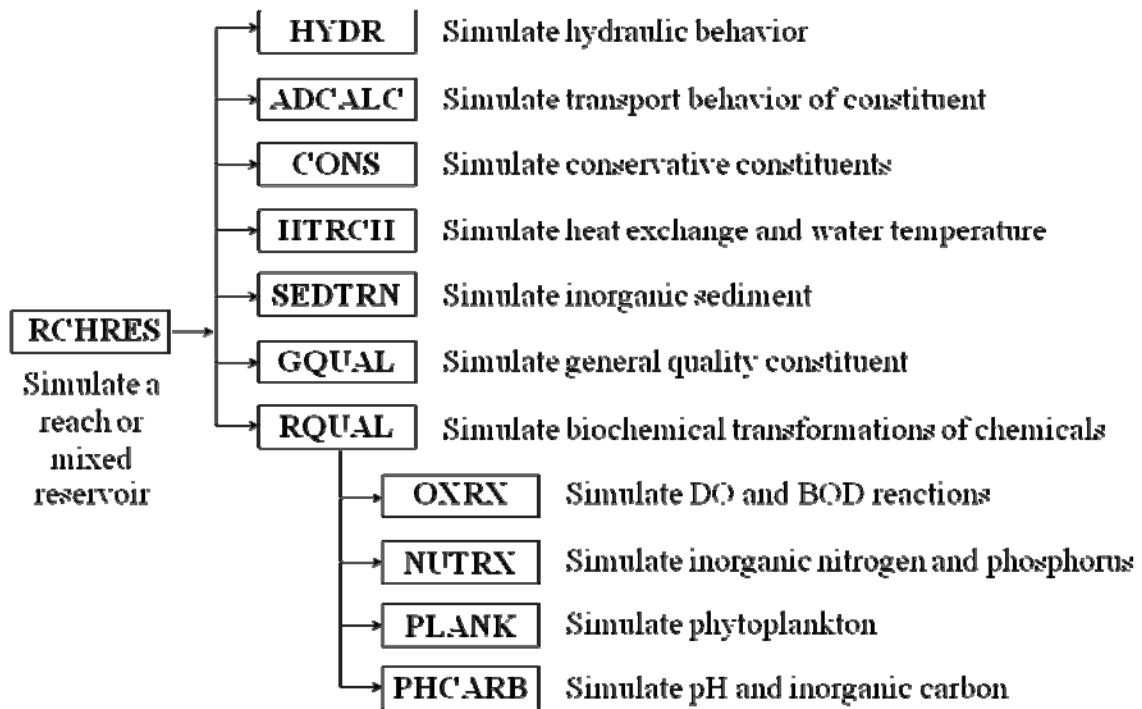 HYDR Simulate hydraulic behavior
ADCALC Simulate transport behavior of constituent
CONS Simulate conservative constituents
HTRCH Simulate heat exchange and water temperature
SEDTRN Simulate inorganic sediment
RCHRES
Simulate a
reach or
mixed
reservoir
GQUAL Simulate general quality constituent
RQUAL Simulate biochemical transformations of chemicals
OXRX Simulate DO and BOD reactions
NUTRX Simulate inorganic nitrogen and phosphorus
PLANK Simulate phytoplankton
PHCARB Simulate pH and inorganic carbon